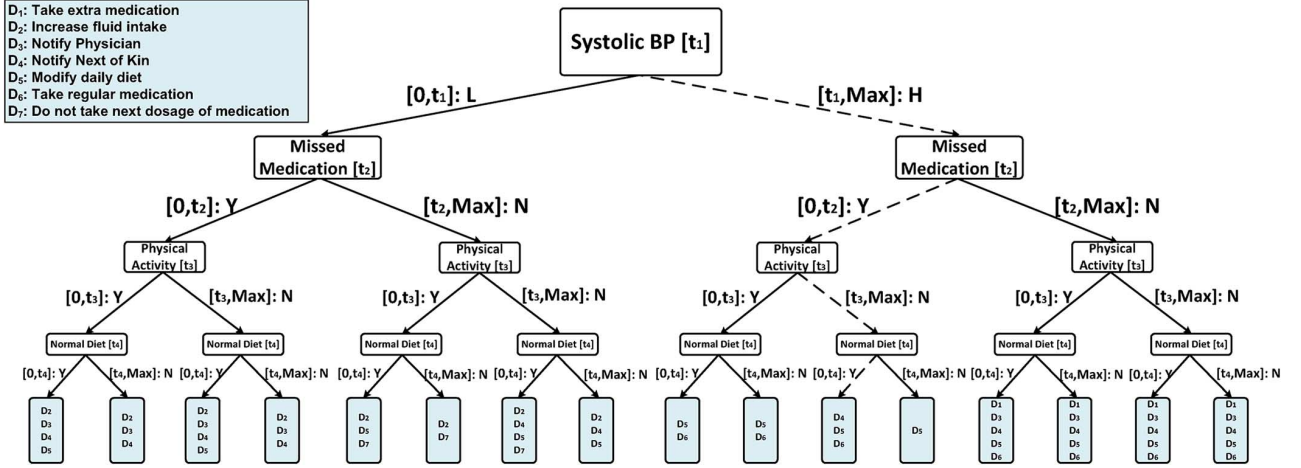 D₁: Take extra medication
D₂: Increase fluid intake
D₃: Notify Physician
D₄: Notify Next of Kin
D₅: Modify daily diet
D₆: Take regular medication
D₇: Do not take next dosage of medication
Systolic BP [t₁]
[0,t₁]: L
[t₁,Max]: H
Missed
Medication [t₂]
Missed
Medication [t₂]
[0,t₂]: Y
[t₂,Max]: N
[0,t₂]: Y
[t₂,Max]: N
Physical
Activity [t₃]
Physical
Activity [t₃]
Physical
Activity [t₃]
Physical
Activity [t₃]
[0,t₃]: Y
[t₃,Max]: N
[0,t₃]: Y
[t₃,Max]: N
[0,t₃]: Y
[t₃,Max]: N
[0,t₃]: Y
[t₃,Max]: N
Normal Diet [t₄]
Normal Diet [t₄]
Normal Diet [t₄]
Normal Diet [t₄]
Normal Diet [t₄]
Normal Diet [t₄]
Normal Diet [t₄]
Normal Diet [t₄]
[0,t₄]: Y
[t₄,Max]: N
[0,t₄]: Y
[t₄,Max]: N
[0,t₄]: Y
[t₄,Max]: N
[0,t₄]: Y
[t₄,Max]: N
[0,t₄]: Y
[t₄,Max]: N
[0,t₄]: Y
[t₄,Max]: N
[0,t₄]: Y
[t₄,Max]: N
[0,t₄]: Y
[t₄,Max]: N
D₂
D₃
D₄
D₅
D₂
D₃
D₄
D₂
D₃
D₄
D₅
D₂
D₃
D₄
D₂
D₅
D₇
D₂
D₇
D₂
D₄
D₅
D₇
D₂
D₄
D₅
D₅
D₆
D₅
D₆
D₄
D₅
D₆
D₅
D₁
D₃
D₄
D₅
D₆
D₁
D₃
D₄
D₅
D₆
D₁
D₃
D₄
D₅
D₆
D₁
D₃
D₄
D₅
D₆